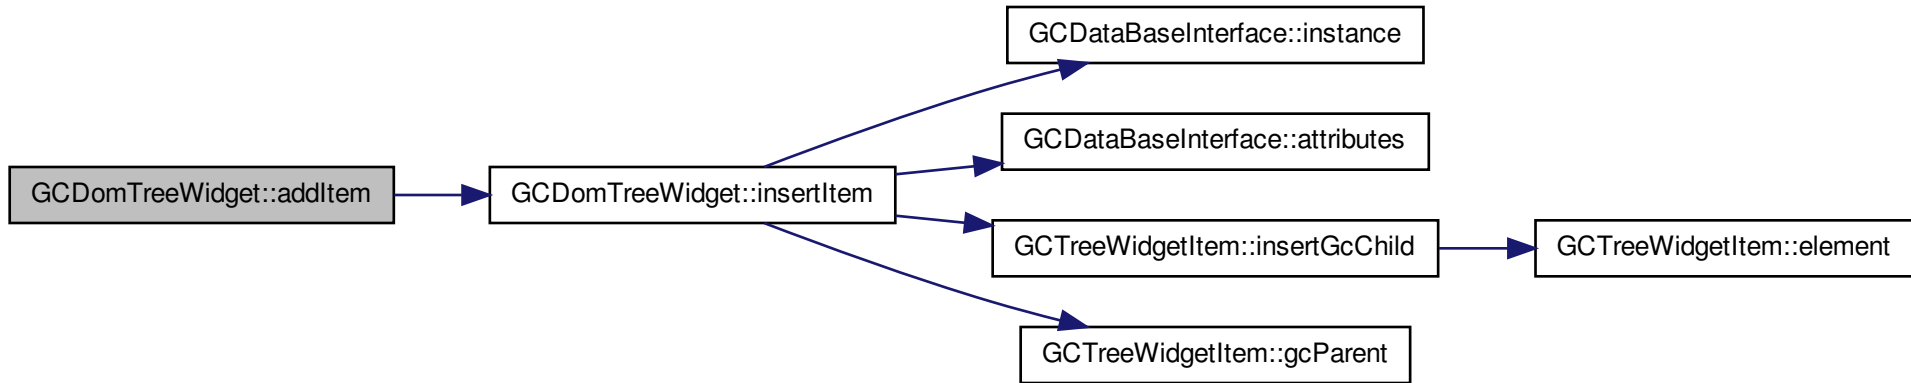 GCDataBaseInterface::instance
GCDataBaseInterface::attributes
GCDomTreeWidget::addItem
GCDomTreeWidget::insertItem
GCTreeWidgetItem::insertGcChild
GCTreeWidgetItem::element
GCTreeWidgetItem::gcParent